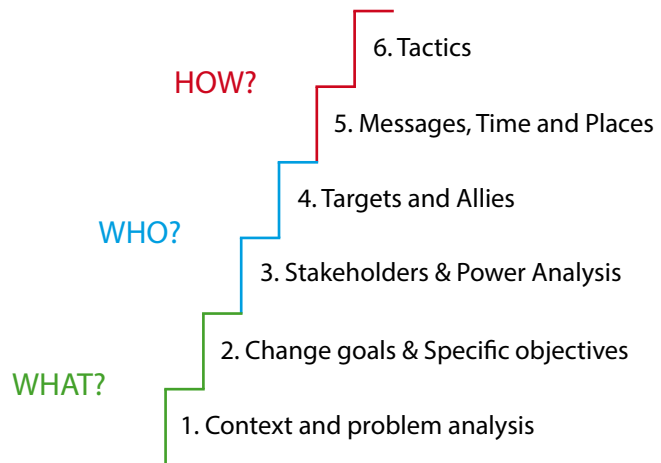 6. Tactics
HOW?
5. Messages, Time and Places
4. Targets and Allies
WHO?
3. Stakeholders & Power Analysis
2. Change goals & Specific objectives
WHAT?
1. Context and problem analysis